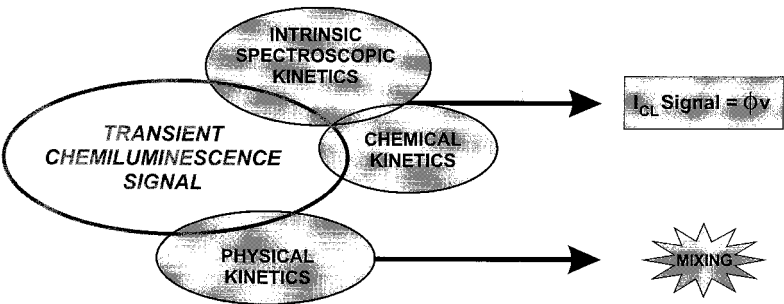 INTRINSIC
SPECTROSCOPIC
KINETICS
TRANSIENT
CHEMILUMINESCENCE
SIGNAL
CHEMICAL
KINETICS
PHYSICAL
KINETICS
I_CL Signal = ϕv
MIXING